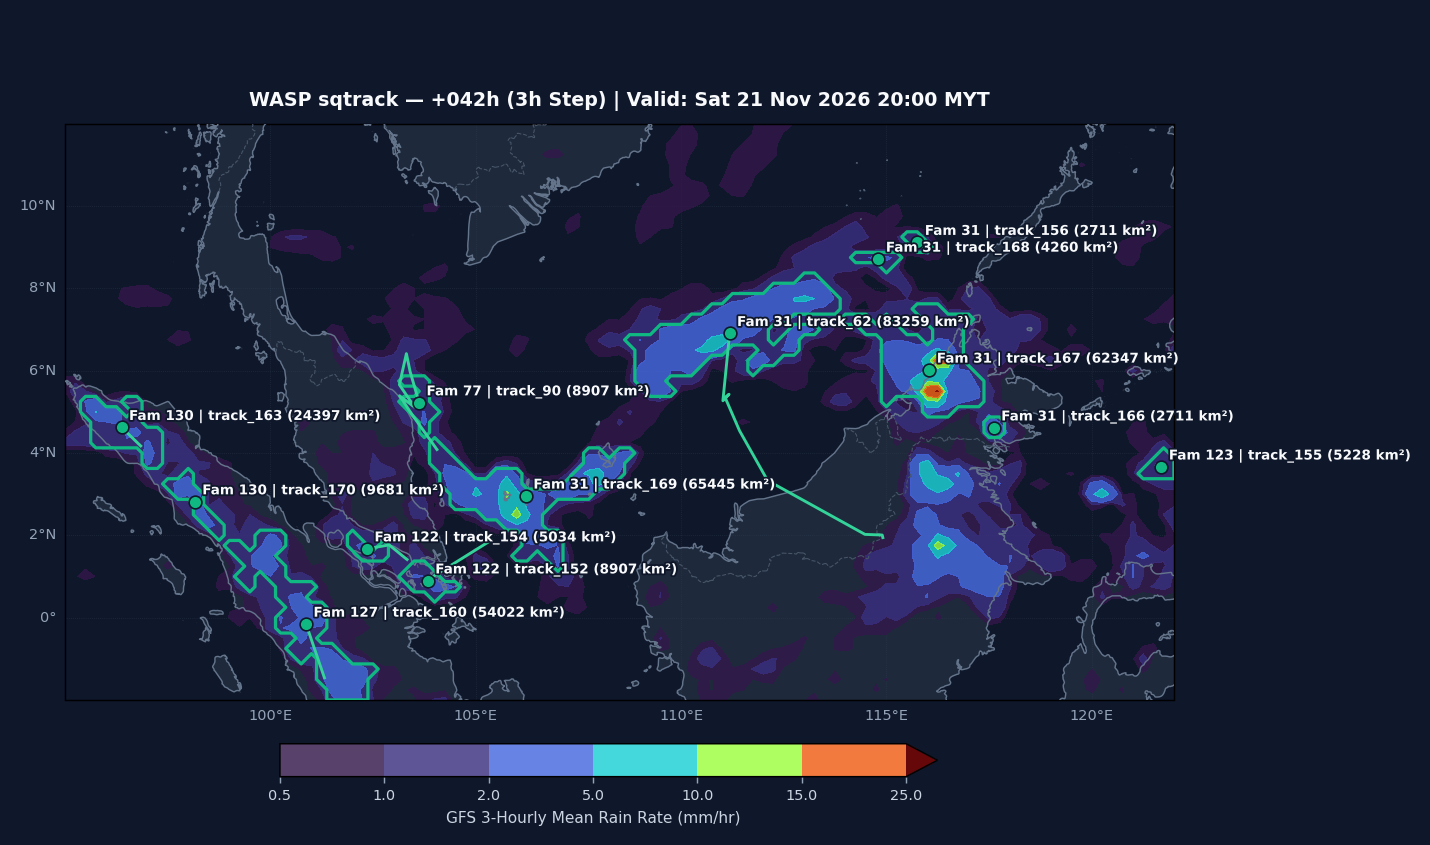 WASP sqtrack — +042h (3h Step) | Valid: Sat 21 Nov 2026 20:00 MYT
10°N
8°N
6°N
4°N
2°N
0°
Fam 31 | track_156 (2711 km²)
Fam 31 | track_168 (4260 km²)
Fam 31 | track_62 (83259 km²)
Fam 31 | track_167 (62347 km²)
Fam 77 | track_90 (8907 km²)
Fam 130 | track_163 (24397 km²)
Fam 31 | track_166 (2711 km²)
Fam 123 | track_155 (5228 km²)
Fam 31 | track_169 (65445 km²)
Fam 130 | track_170 (9681 km²)
Fam 122 | track_154 (5034 km²)
Fam 122 | track_152 (8907 km²)
Fam 127 | track_160 (54022 km²)
100°E 105°E 110°E 115°E 120°E
0.5 1.0 2.0 5.0 10.0 15.0 25.0
GFS 3-Hourly Mean Rain Rate (mm/hr)